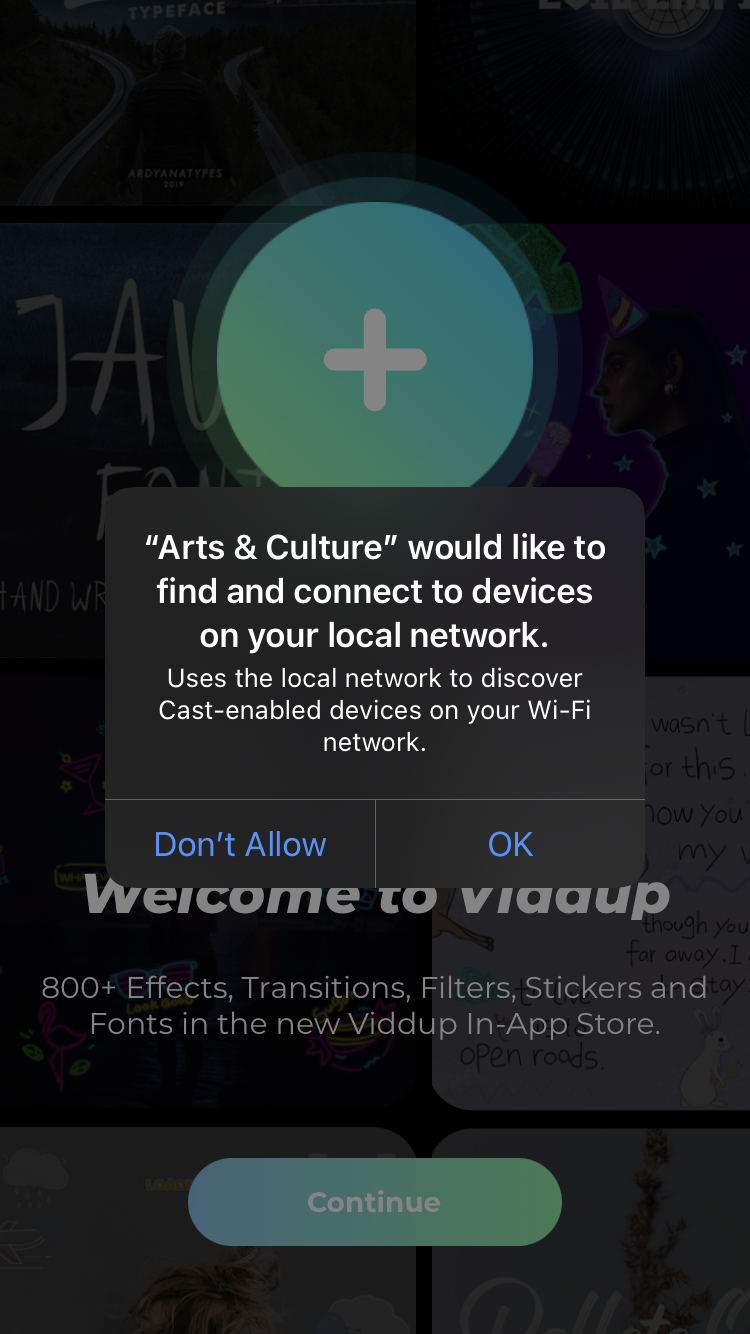 TYPEFACE
ARDYANATYPES
2019
JAV
FONT
HAND WR
“Arts & Culture” would like to
find and connect to devices
on your local network.
Uses the local network to discover
Cast-enabled devices on your Wi-Fi
network.
Don’t Allow
OK
wasn't
for this.
now you
my
Welcome to Viddup
though you
far away. I
800+ Effects, Transitions, Filters, Stickers and
Fonts in the new Viddup In-App Store.
open roads.
Continue